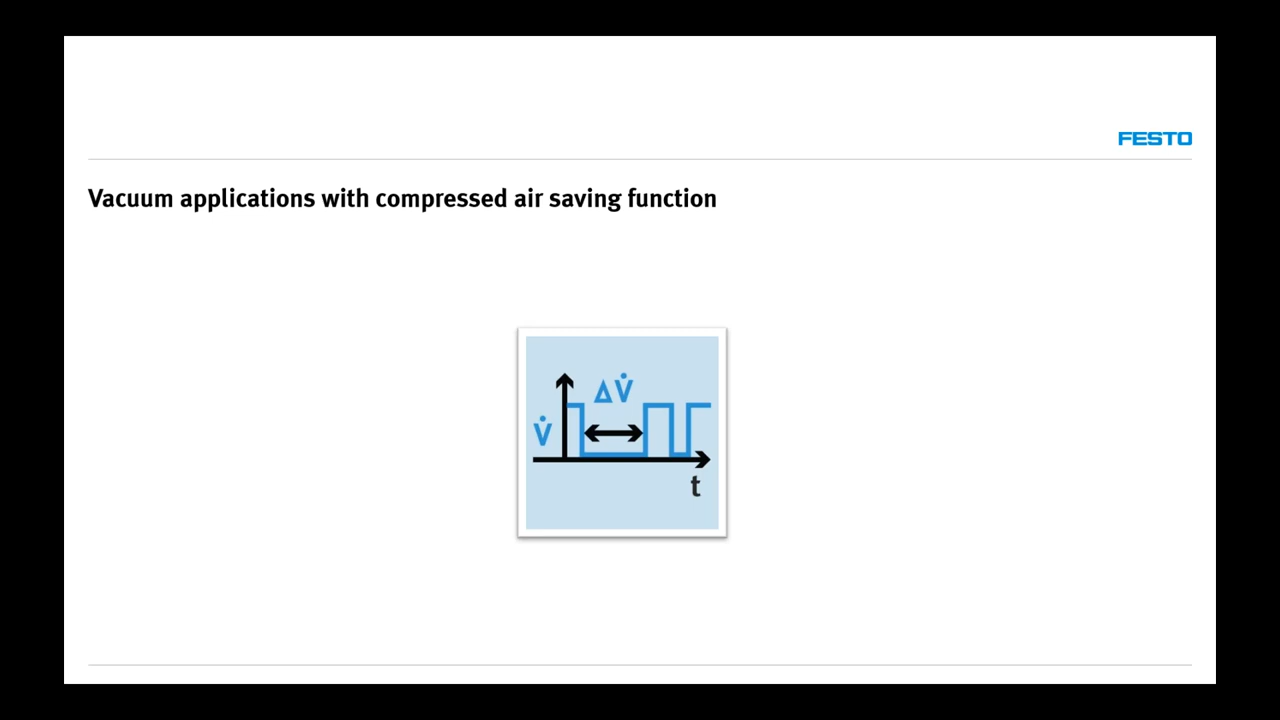 FESTO
Vacuum applications with compressed air saving function
ΔV̇
V̇
t